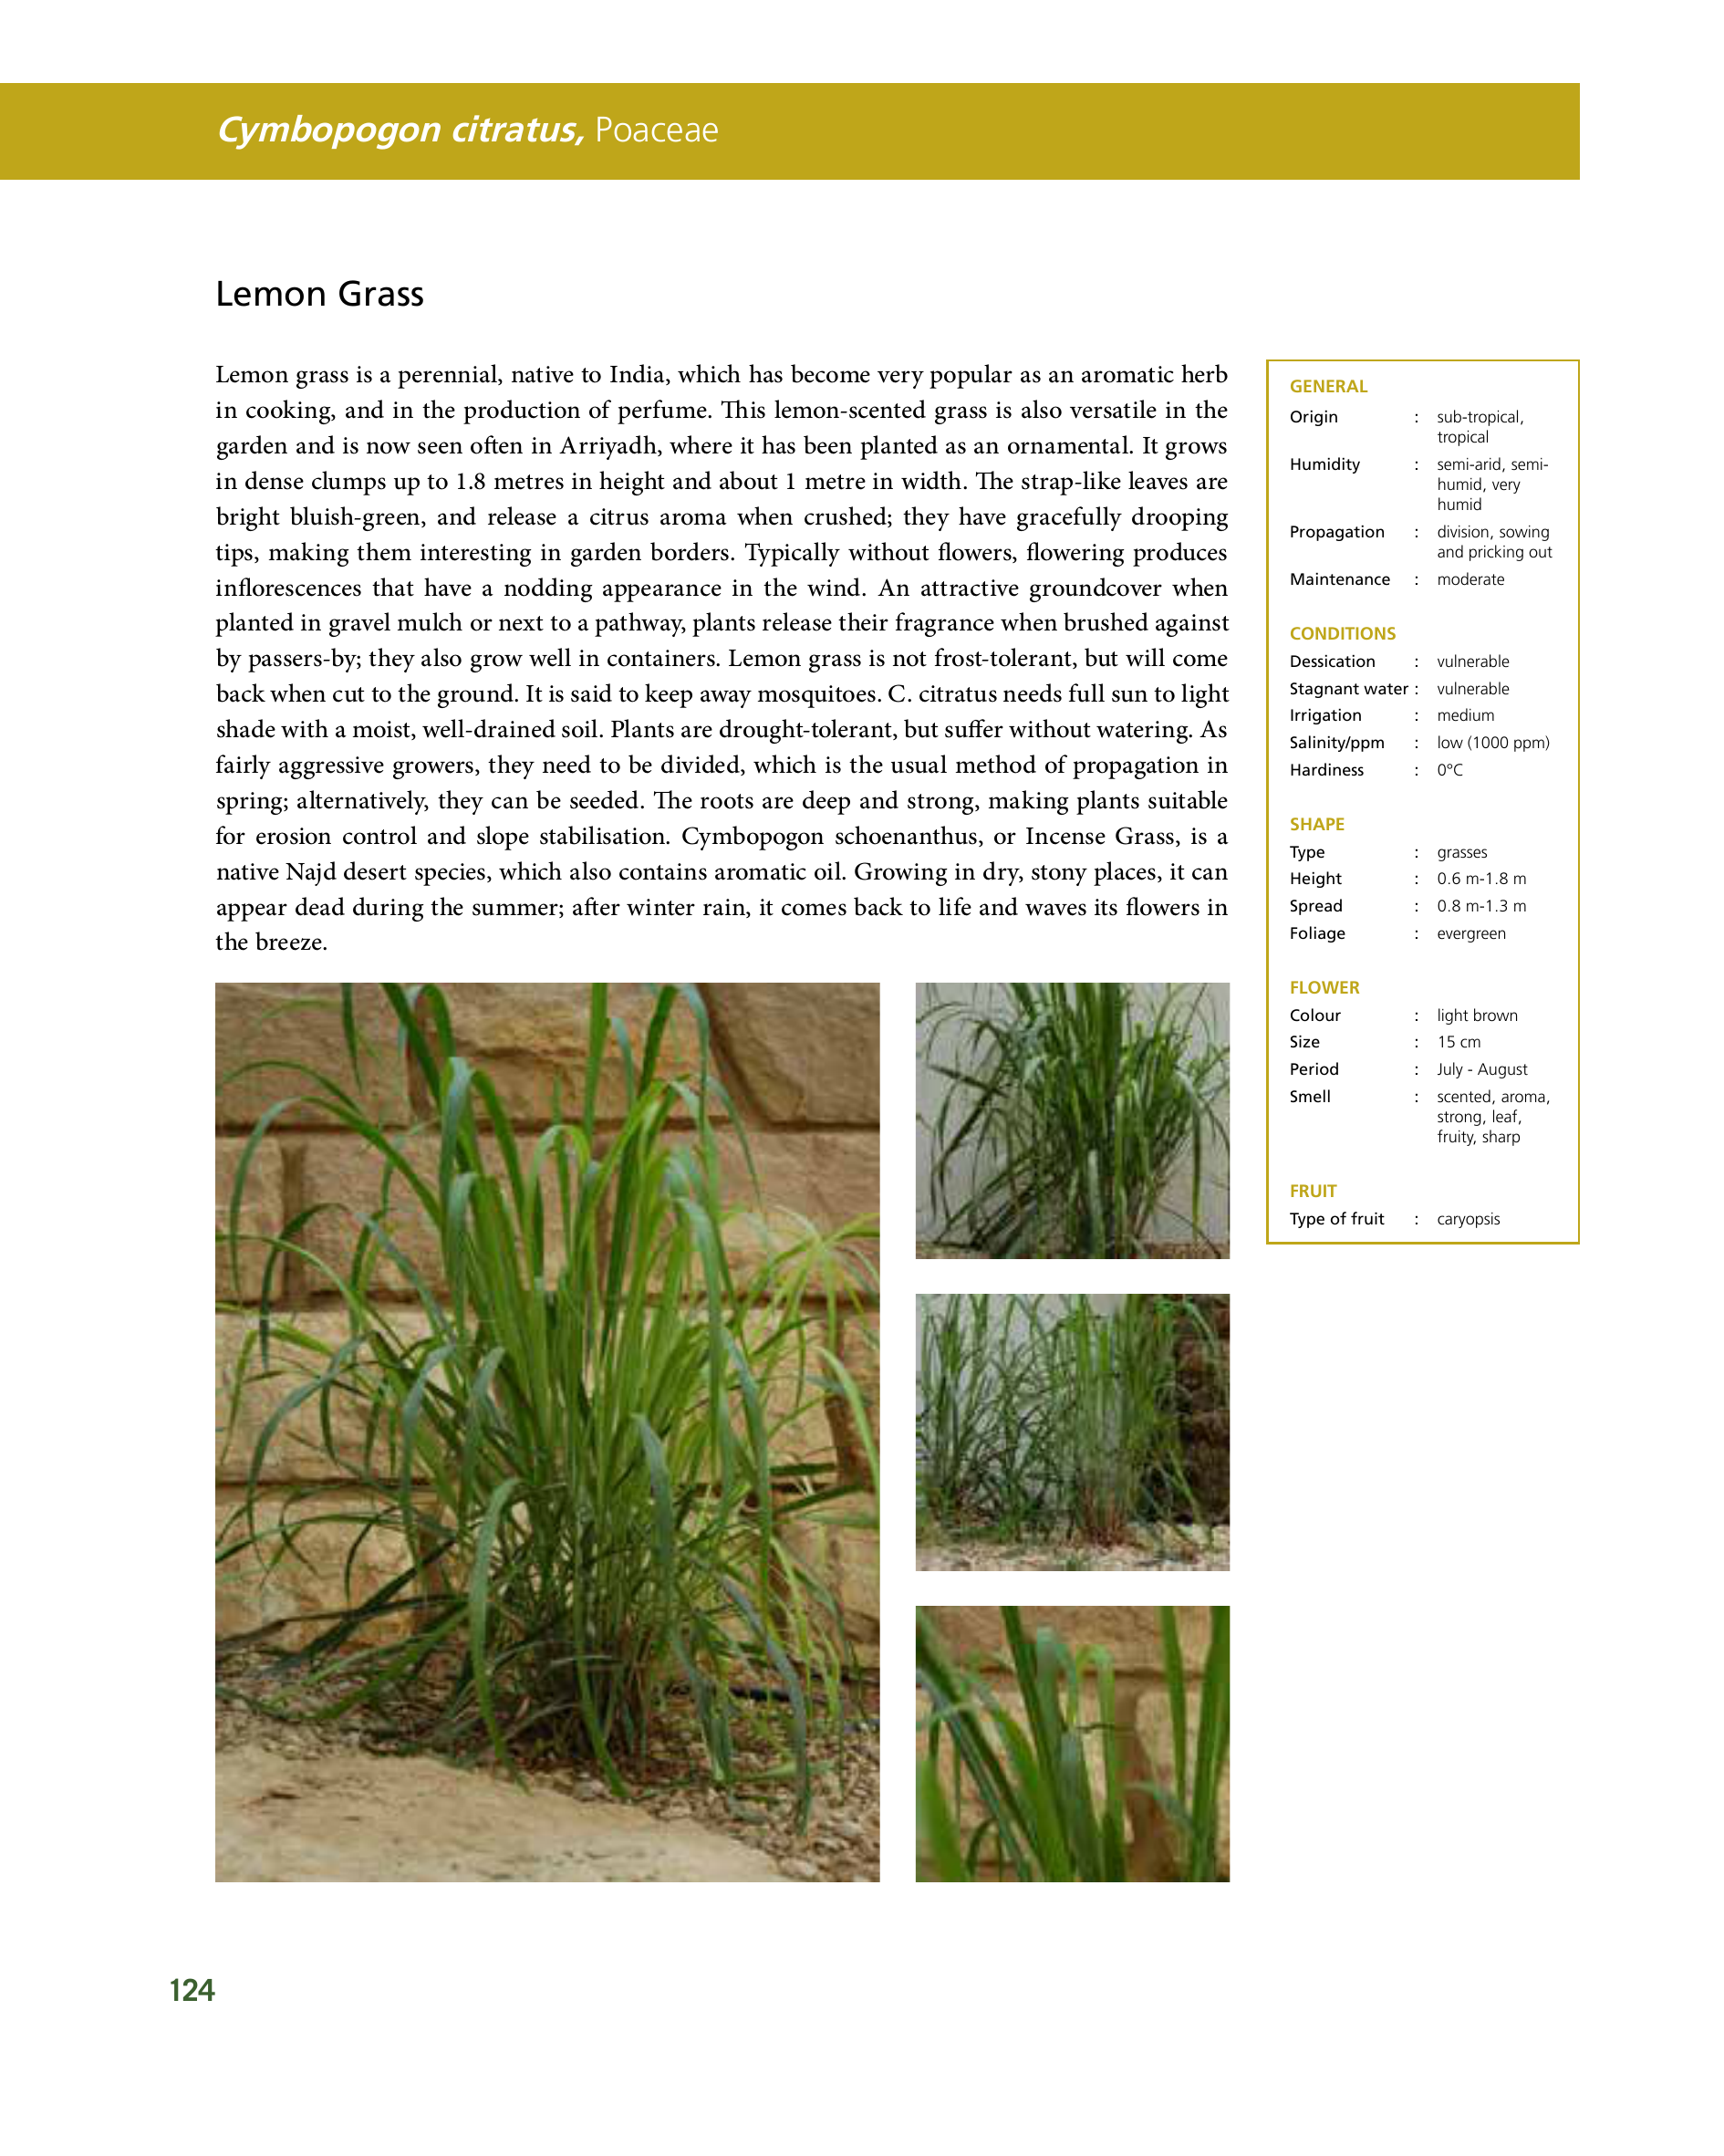 Cymbopogon citratus, Poaceae
Lemon Grass
Lemon grass is a perennial, native to India, which has become very popular as an aromatic herb
in cooking, and in the production of perfume. This lemon-scented grass is also versatile in the
garden and is now seen often in Arriyadh, where it has been planted as an ornamental. It grows
in dense clumps up to 1.8 metres in height and about 1 metre in width. The strap-like leaves are
bright bluish-green, and release a citrus aroma when crushed; they have gracefully drooping
tips, making them interesting in garden borders. Typically without flowers, flowering produces
inflorescences that have a nodding appearance in the wind. An attractive groundcover when
planted in gravel mulch or next to a pathway, plants release their fragrance when brushed against
by passers-by; they also grow well in containers. Lemon grass is not frost-tolerant, but will come
back when cut to the ground. It is said to keep away mosquitoes. C. citratus needs full sun to light
shade with a moist, well-drained soil. Plants are drought-tolerant, but suffer without watering. As
fairly aggressive growers, they need to be divided, which is the usual method of propagation in
spring; alternatively, they can be seeded. The roots are deep and strong, making plants suitable
for erosion control and slope stabilisation. Cymbopogon schoenanthus, or Incense Grass, is a
native Najd desert species, which also contains aromatic oil. Growing in dry, stony places, it can
appear dead during the summer; after winter rain, it comes back to life and waves its flowers in
the breeze.
GENERAL
Origin : sub-tropical,
tropical
Humidity : semi-arid, semi-
humid, very
humid
Propagation : division, sowing
and pricking out
Maintenance : moderate
CONDITIONS
Dessication : vulnerable
Stagnant water : vulnerable
Irrigation : medium
Salinity/ppm : low (1000 ppm)
Hardiness : 0°C
SHAPE
Type : grasses
Height : 0.6 m-1.8 m
Spread : 0.8 m-1.3 m
Foliage : evergreen
FLOWER
Colour : light brown
Size : 15 cm
Period : July - August
Smell : scented, aroma,
strong, leaf,
fruity, sharp
FRUIT
Type of fruit : caryopsis
124